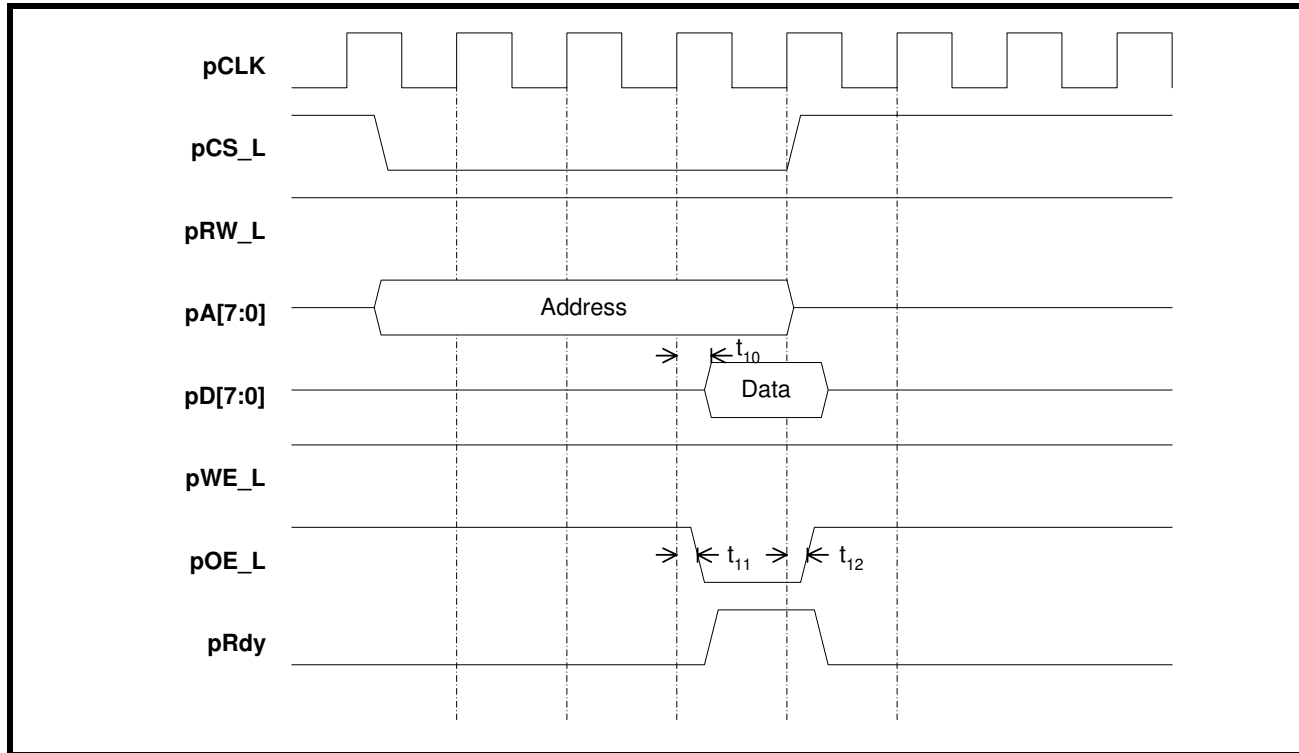 pCLK
pCS_L
pRW_L
pA[7:0]
Address
t10
pD[7:0]
Data
pWE_L
pOE_L
t11
t12
pRdy